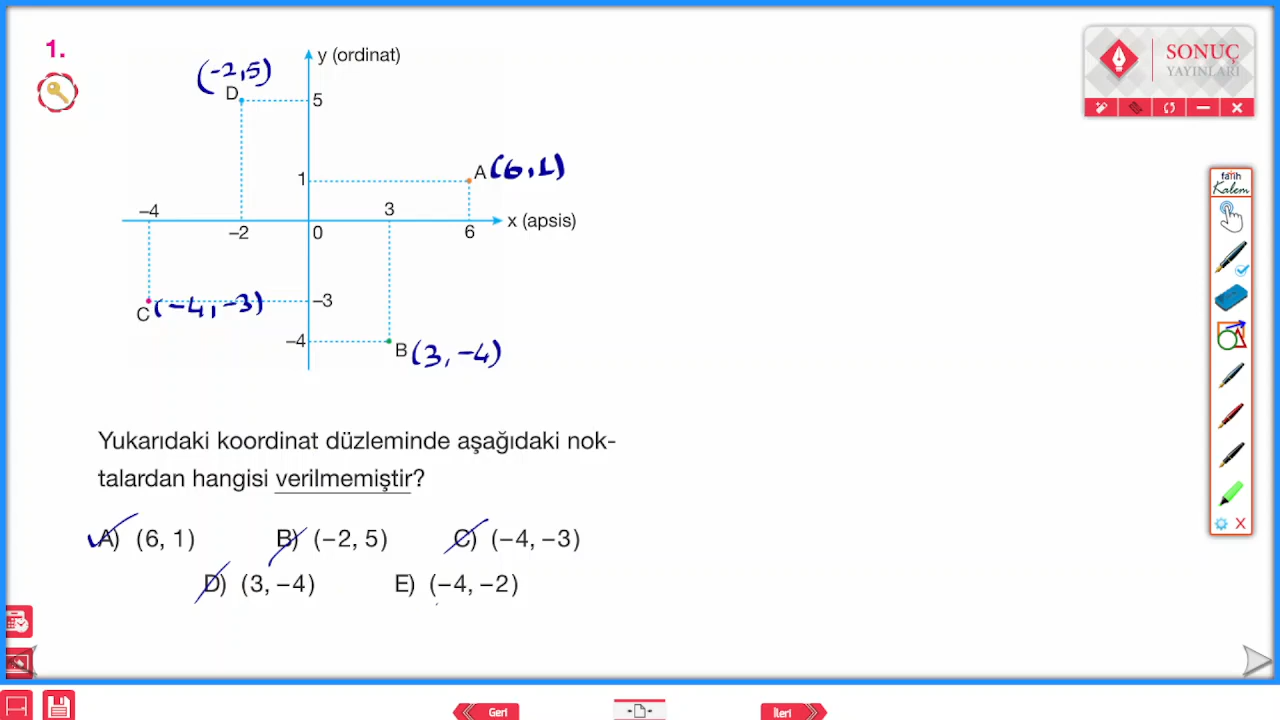 1.
y (ordinat)
(-2,5)
D
5
A (6,1)
1
–4
3
x (apsis)
–2
0
6
C (-4,-3)
–3
–4
B (3,-4)
Yukarıdaki koordinat düzleminde aşağıdaki nok-
talardan hangisi verilmemiştir?
A) (6, 1) B) (–2, 5) C) (–4, –3)
D) (3, –4) E) (–4, –2)
SONUÇ
YAYINLARI
fatih
Kalem
Geri
İleri